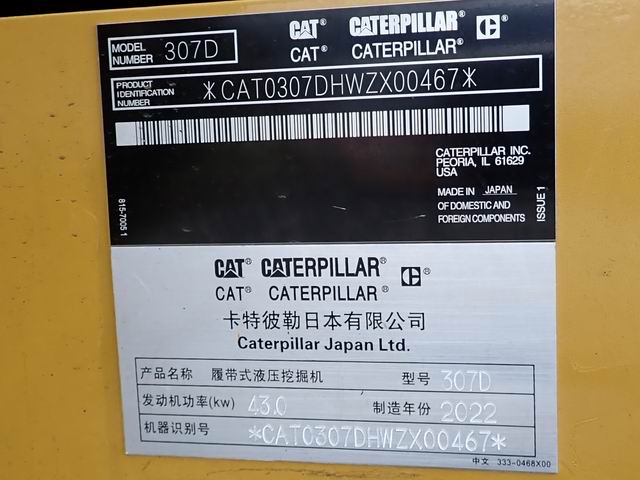 MODEL NUMBER 307D
CAT® CATERPILLAR® C®
CAT® CATERPILLAR®
PRODUCT IDENTIFICATION NUMBER *CAT0307DHWZX00467*
CATERPILLAR INC.
PEORIA, IL 61629
USA
MADE IN JAPAN
OF DOMESTIC AND
FOREIGN COMPONENTS
ISSUE 1
815-7005 1
CAT® CATERPILLAR® C®
CAT® CATERPILLAR®
卡特彼勒日本有限公司
Caterpillar Japan Ltd.
产品名称 履带式液压挖掘机 型号 307D
发动机功率(kw) 43.0 制造年份 2022
机器识别号 *CAT0307DHWZX00467*
中文 333-0468X00